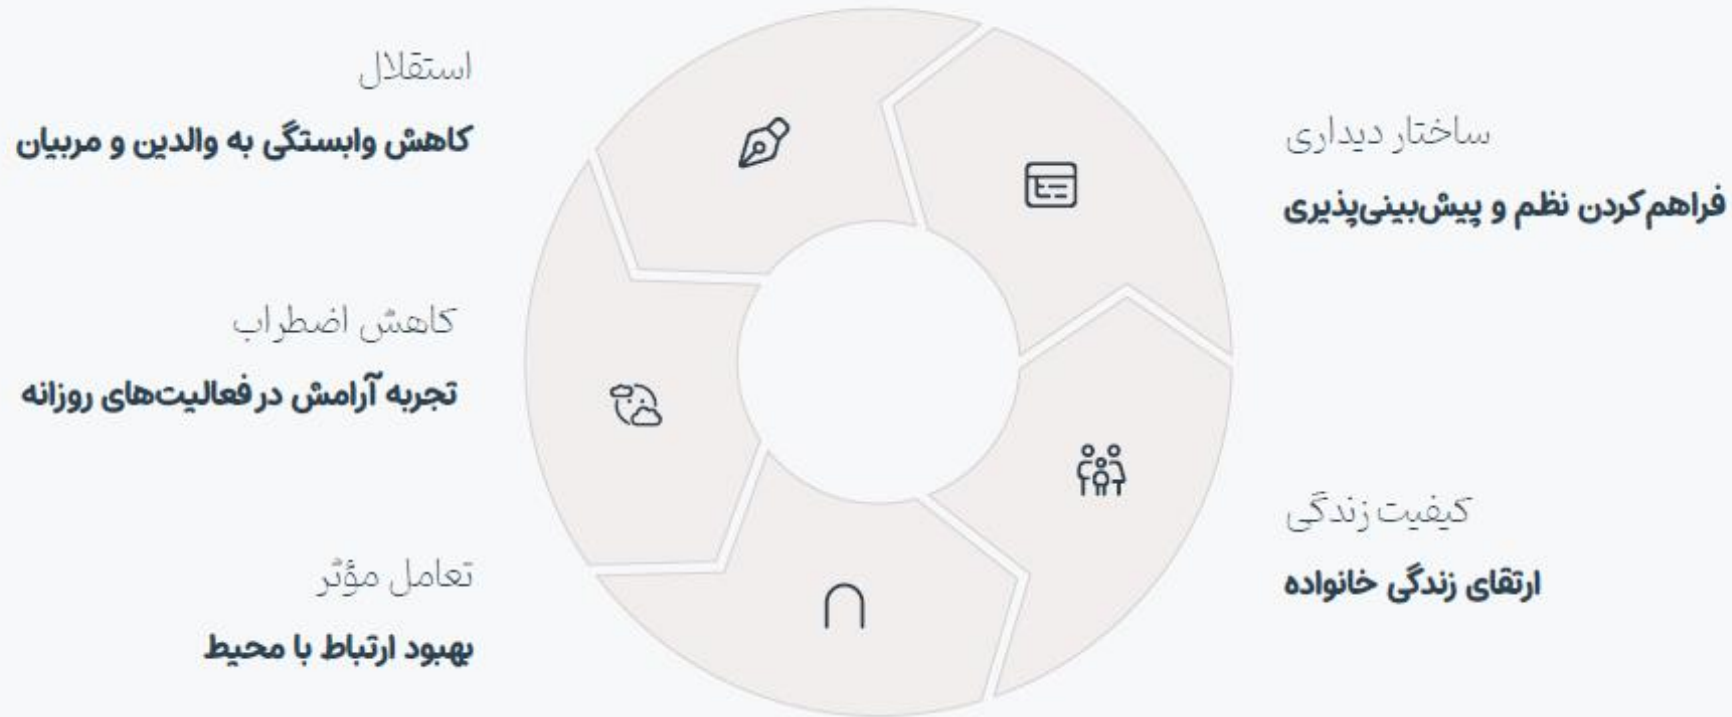 ساختار دیداری
فراهم‌کردن نظم و پیش‌بینی‌پذیری
استقلال
کاهش وابستگی به والدین و مربیان
کاهش اضطراب
تجربه آرامش در فعالیت‌های روزانه
تعامل مؤثر
بهبود ارتباط با محیط
کیفیت زندگی
ارتقای زندگی خانواده